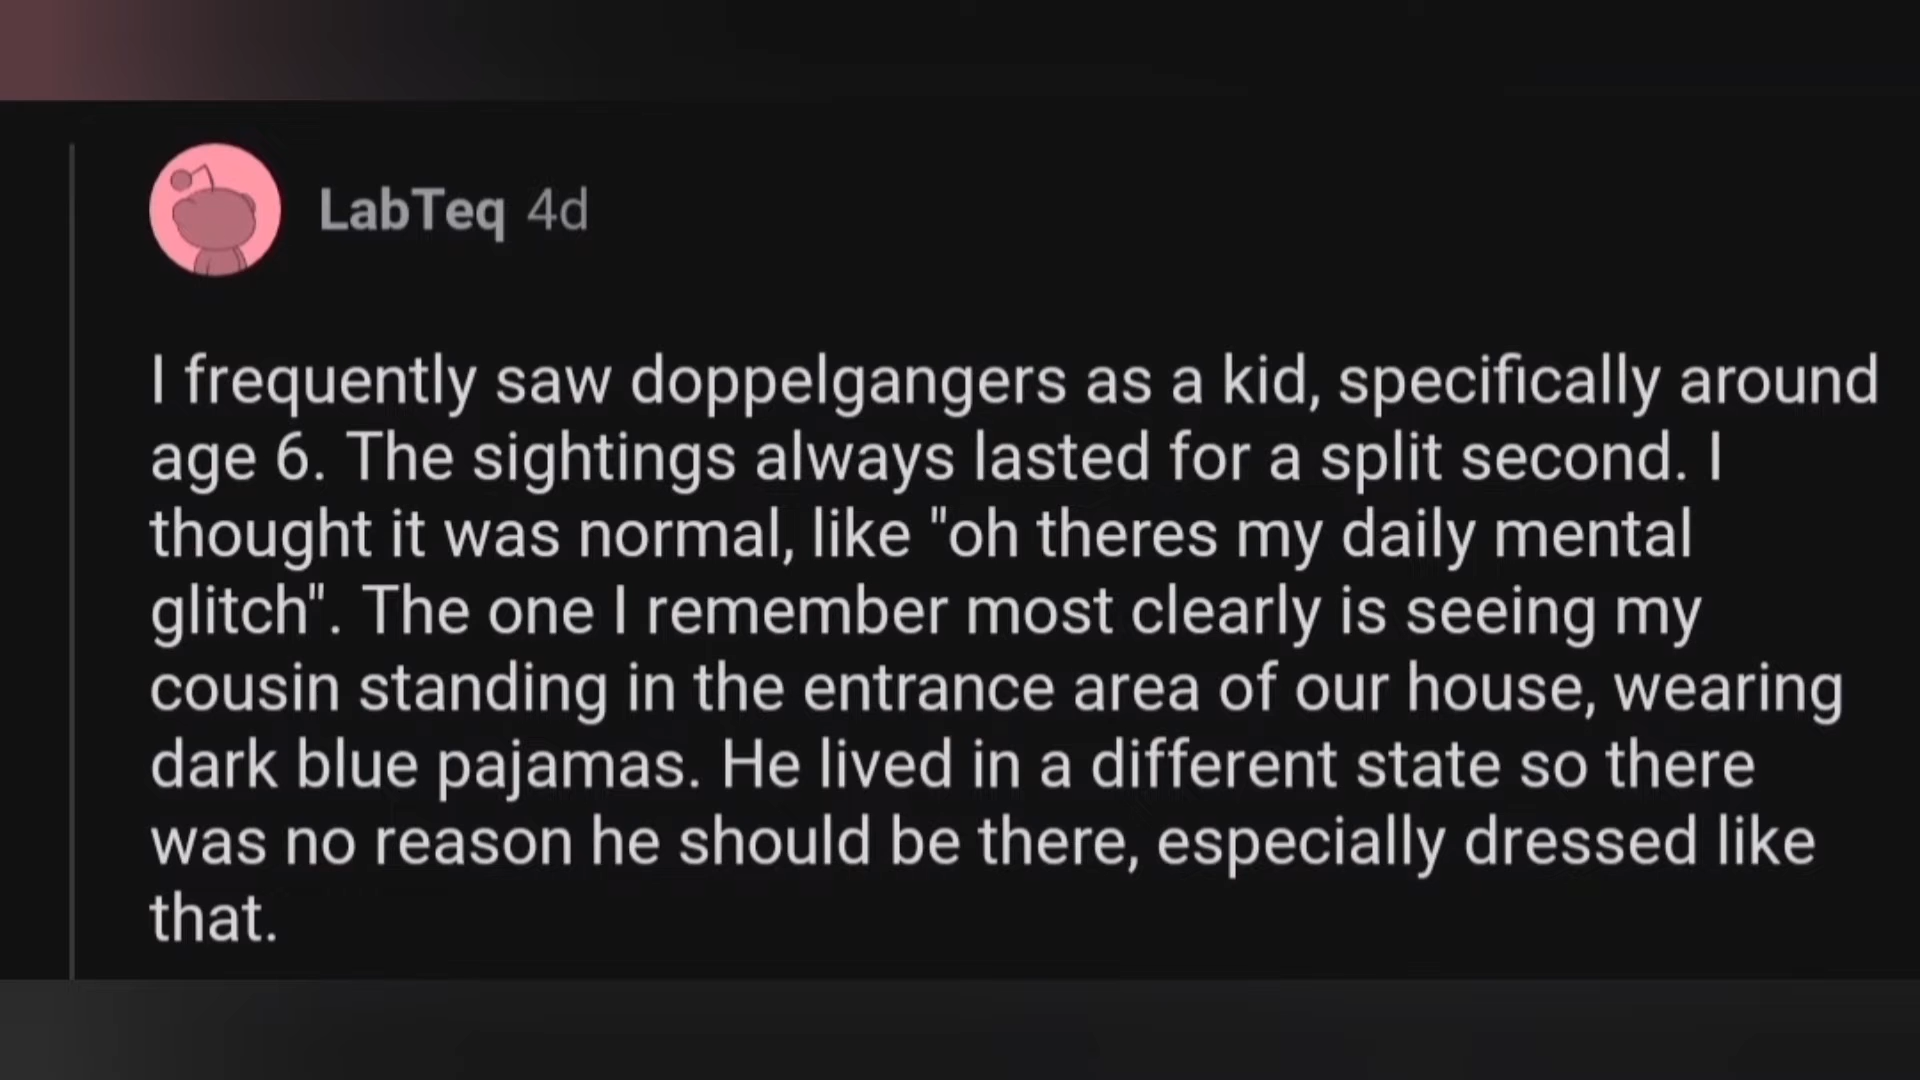 LabTeq 4d
I frequently saw doppelgangers as a kid, specifically around
age 6. The sightings always lasted for a split second. I
thought it was normal, like "oh theres my daily mental
glitch". The one I remember most clearly is seeing my
cousin standing in the entrance area of our house, wearing
dark blue pajamas. He lived in a different state so there
was no reason he should be there, especially dressed like
that.